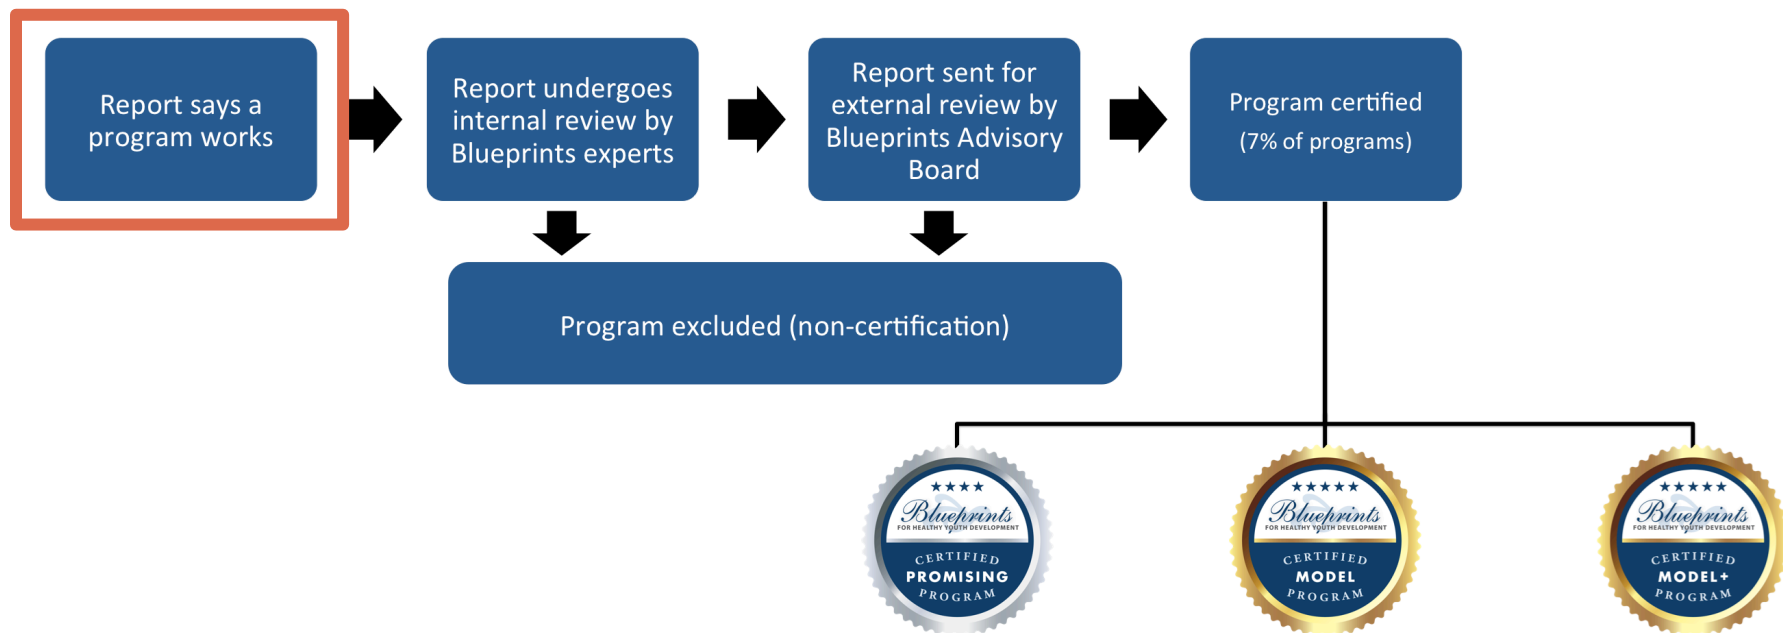 Report says a
program works
Report undergoes
internal review by
Blueprints experts
Report sent for
external review by
Blueprints Advisory
Board
Program certified
(7% of programs)
Program excluded (non-certification)
Blueprints
FOR HEALTHY YOUTH DEVELOPMENT
CERTIFIED
PROMISING
PROGRAM
Blueprints
FOR HEALTHY YOUTH DEVELOPMENT
CERTIFIED
MODEL
PROGRAM
Blueprints
FOR HEALTHY YOUTH DEVELOPMENT
CERTIFIED
MODEL+
PROGRAM